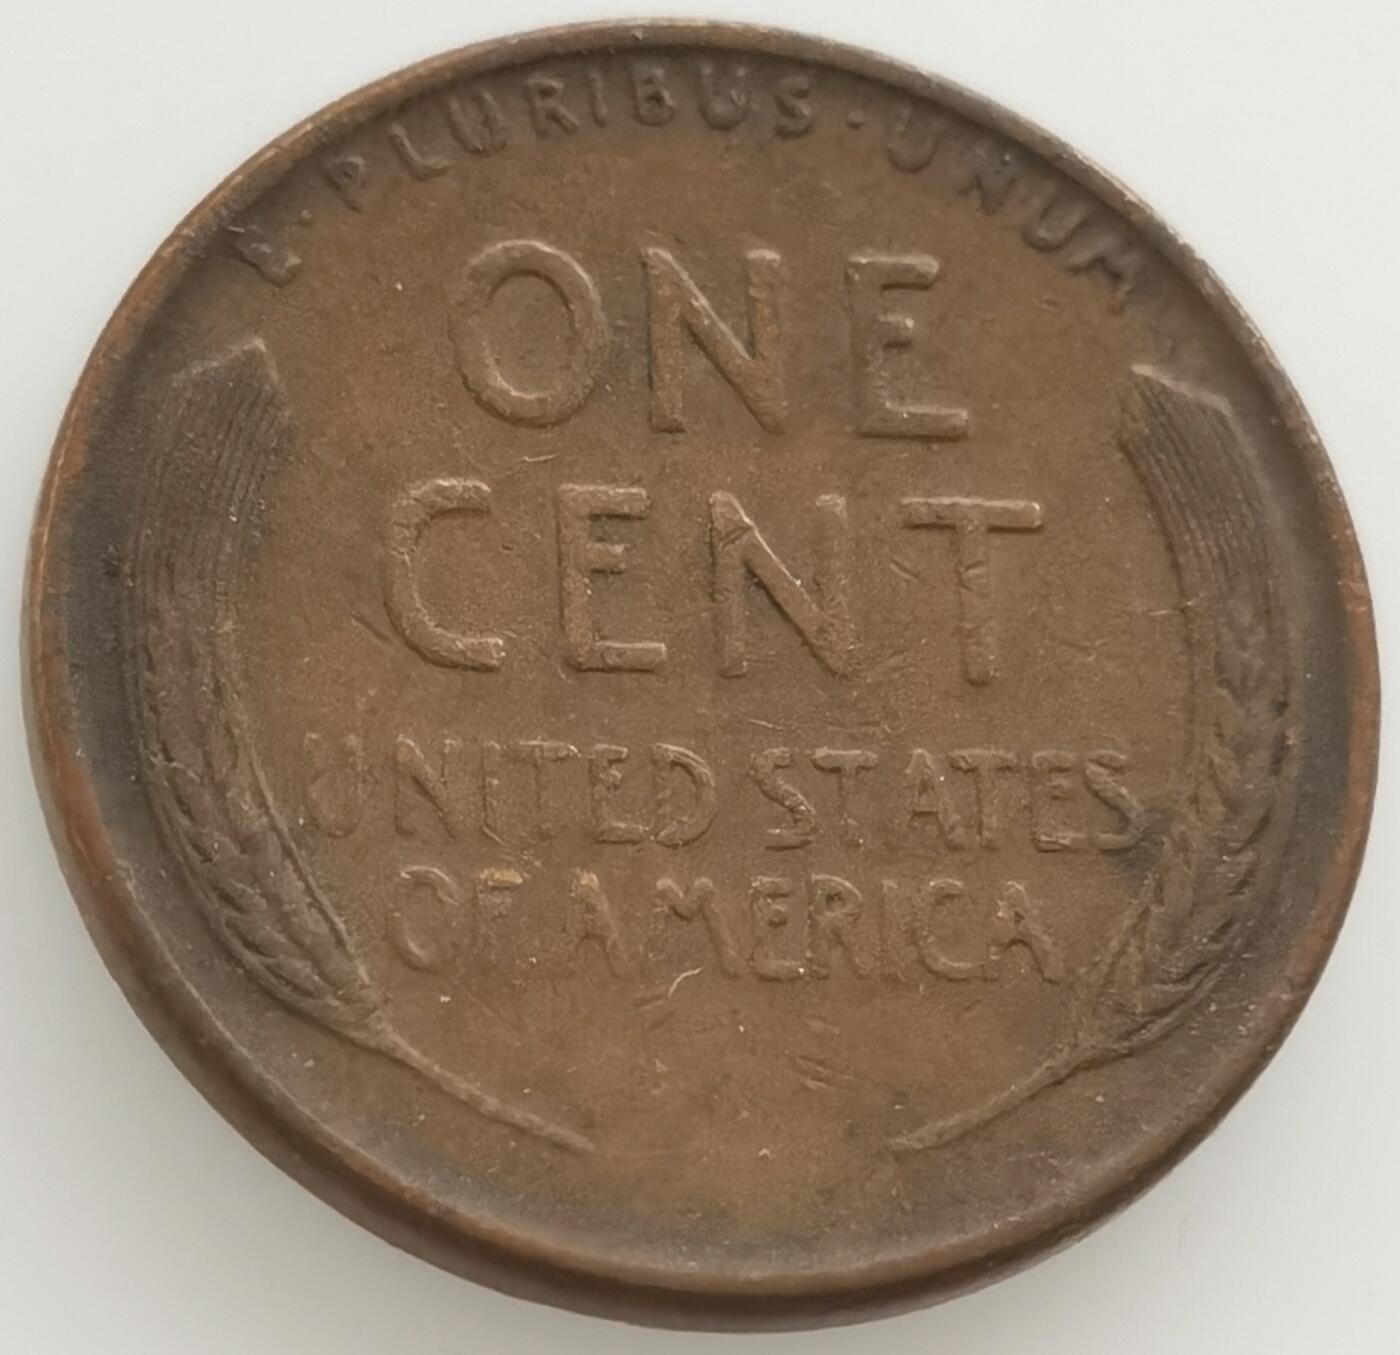 E·PLURIBUS·UNUM
ONE
CENT
UNITED STATES
OF AMERICA